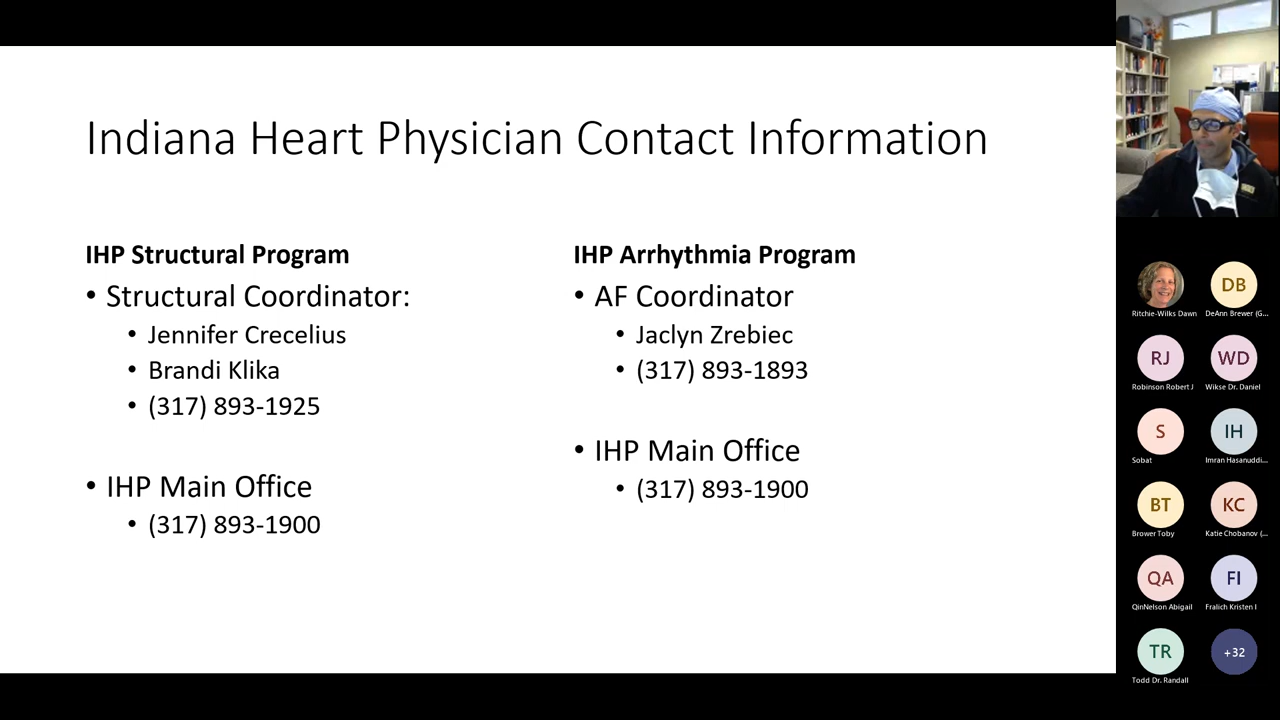 Indiana Heart Physician Contact Information
IHP Structural Program
• Structural Coordinator:
• Jennifer Crecelius
• Brandi Klika
• (317) 893-1925
• IHP Main Office
• (317) 893-1900
IHP Arrhythmia Program
• AF Coordinator
• Jaclyn Zrebiec
• (317) 893-1893
• IHP Main Office
• (317) 893-1900
DB
Ritchie-Wilks Dawn
DeAnn Brewer (G...
RJ
WD
Robinson Robert J
Wikse Dr. Daniel
S
IH
Sobat
Imran Hasanuddi...
BT
KC
Brower Toby
Katie Chobanov (...
QA
FI
QinNelson Abigail
Fralich Kristen I
TR
+32
Todd Dr. Randall